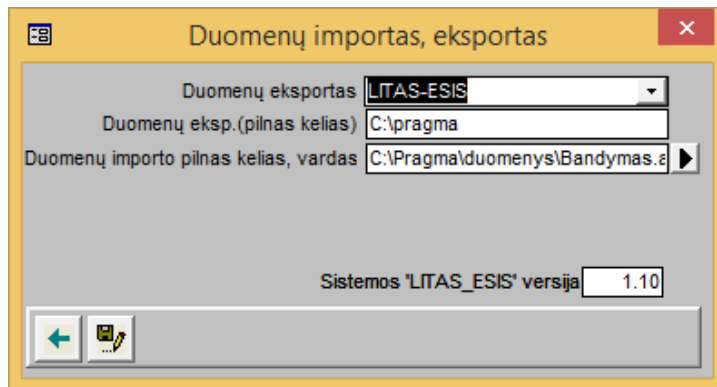 Duomenų importas, eksportas
Duomenų eksportas LITAS-ESIS
Duomenų eksp.(pilnas kelias) C:\pragma
Duomenų importo pilnas kelias, vardas C:\Pragma\duomenys\Bandymas.a
Sistemos "LITAS_ESIS" versija 1.10